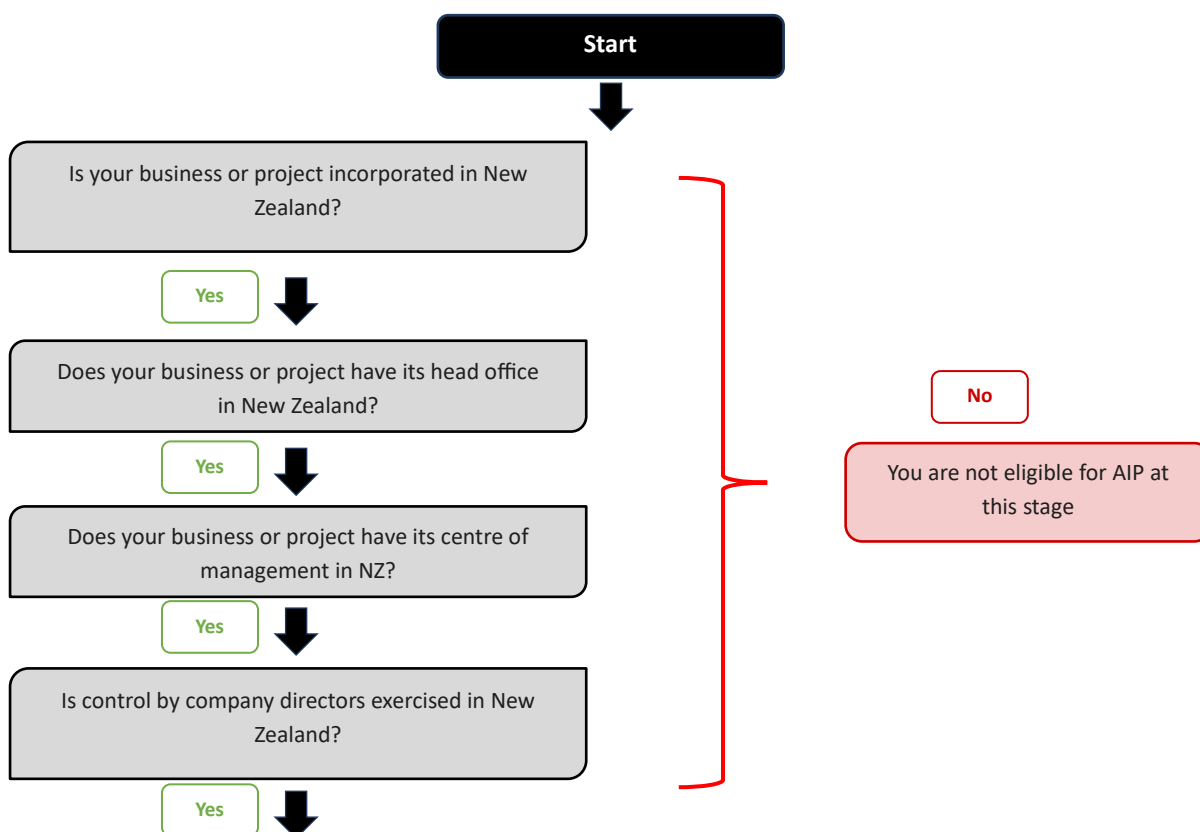 Start
Is your business or project incorporated in New
Zealand?
Yes
Does your business or project have its head office
in New Zealand?
Yes
Does your business or project have its centre of
management in NZ?
Yes
Is control by company directors exercised in New
Zealand?
Yes
No
You are not eligible for AIP at
this stage